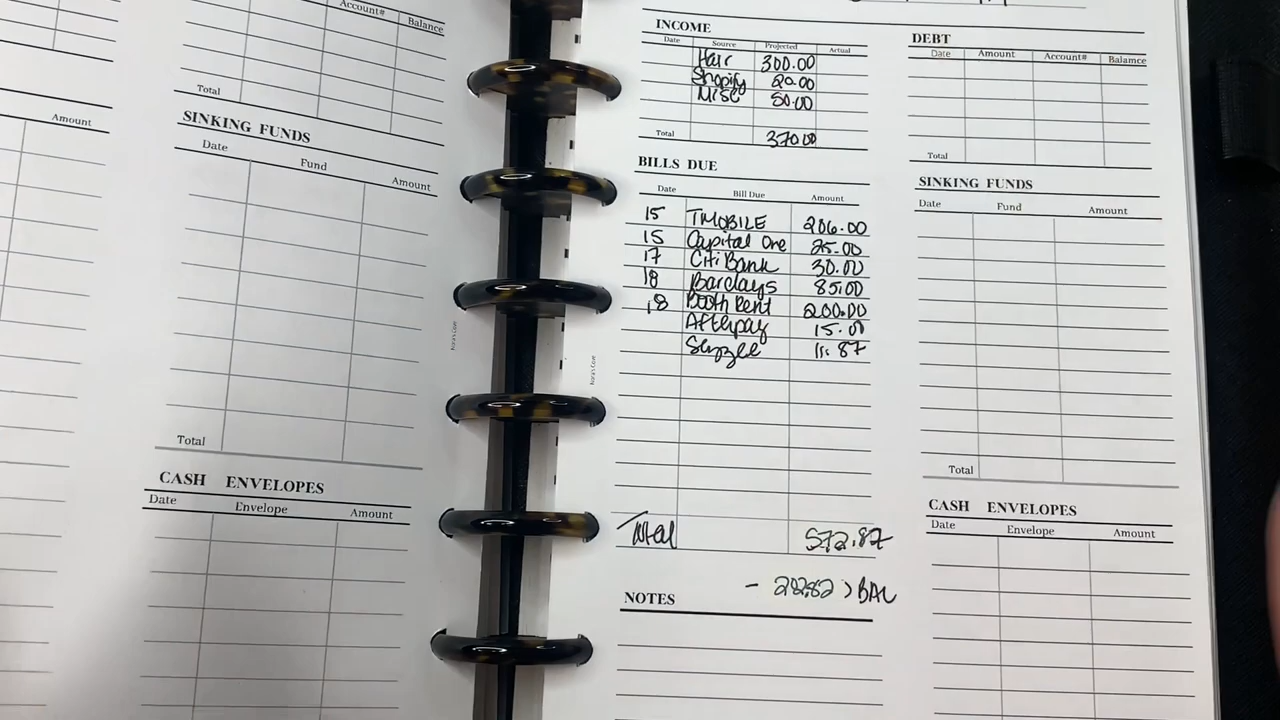 Account# Balance
Total
Amount
SINKING FUNDS
Date Fund Amount
Total
CASH ENVELOPES
Date Envelope Amount
INCOME
Date Source Projected Actual
Hair 300.00
Shopify 20.00
Misc 50.00
Total 370.00
BILLS DUE
Date Bill Due Amount
15 TMOBILE 206.00
15 Capital One 25.00
17 CitiBank 30.00
18 Barclays 85.00
18 Booth Rent 200.00
Afterpay 15.00
Sezzle 11.87
Total 572.87
- 202.82 > BAL
NOTES
DEBT
Date Amount Account# Balance
Total
SINKING FUNDS
Date Fund Amount
Total
CASH ENVELOPES
Date Envelope Amount